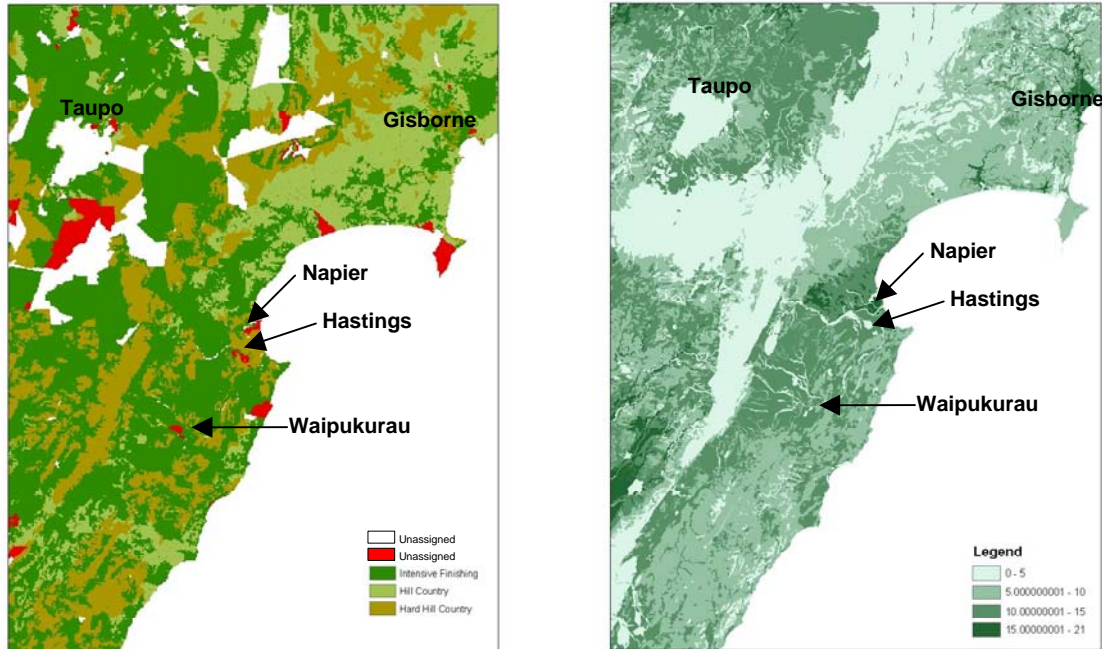 Taupo
Gisborne
Napier
Hastings
Waipukurau
Unassigned
Unassigned
Intensive Finishing
Hill Country
Hard Hill Country
Taupo
Gisborne
Napier
Hastings
Waipukurau
Legend
0 - 5
5.000000001 - 10
10.00000001 - 15
15.00000001 - 21